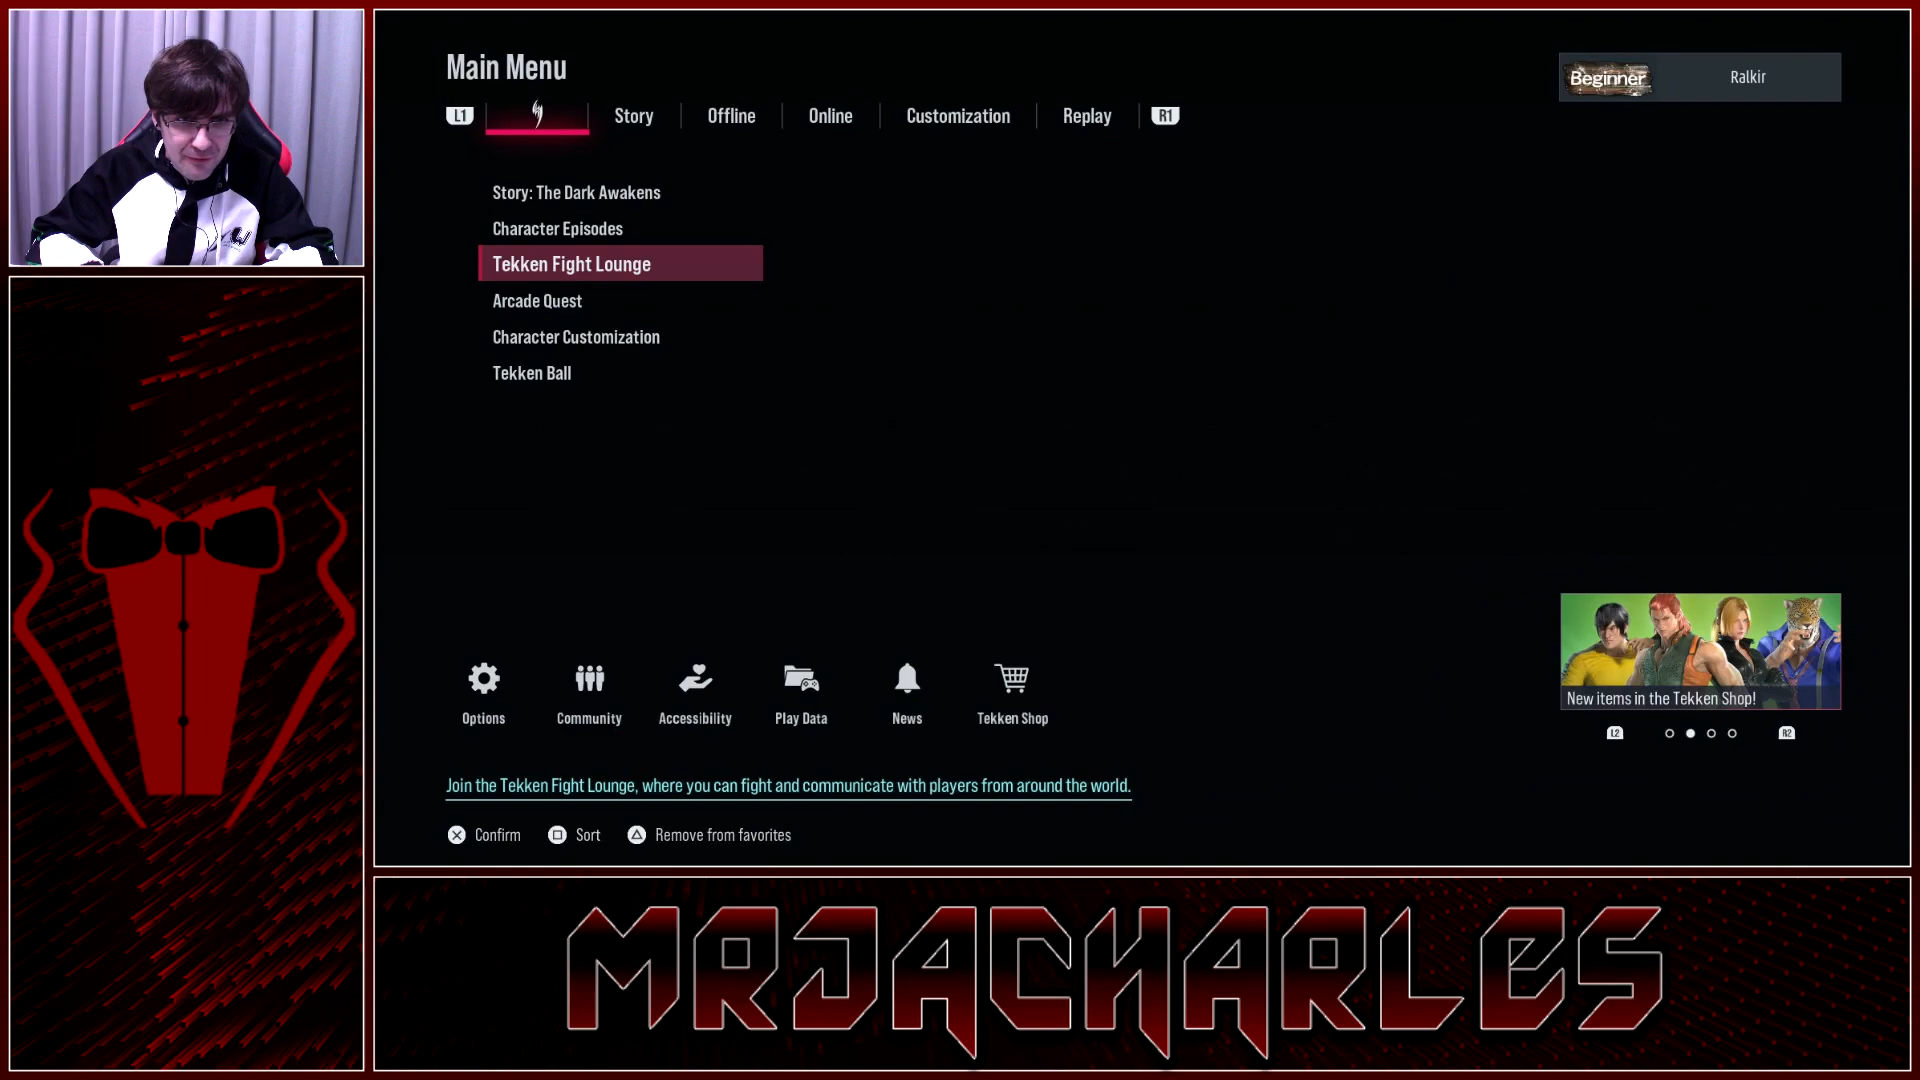 Main Menu
Beginner
Ralkir
L1
Story
Offline
Online
Customization
Replay
R1
Story: The Dark Awakens
Character Episodes
Tekken Fight Lounge
Arcade Quest
Character Customization
Tekken Ball
New items in the Tekken Shop!
L2
R2
Options
Community
Accessibility
Play Data
News
Tekken Shop
Join the Tekken Fight Lounge, where you can fight and communicate with players from around the world.
Confirm
Sort
Remove from favorites
MRJACHARLES